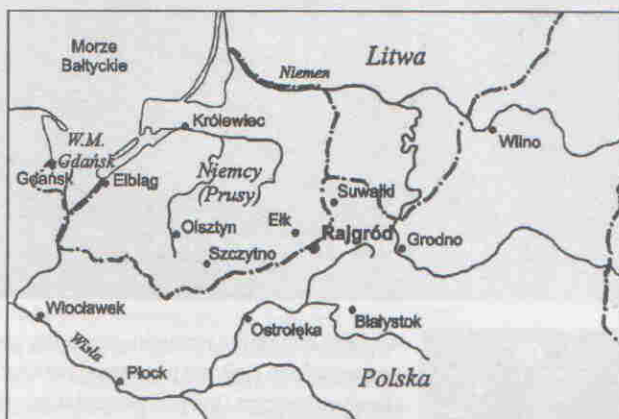 Morze
Bałtyckie
Litwa
Niemen
Królewiec
Wilno
W.M.
Gdańsk
Gdańsk
Elbląg
Niemcy
(Prusy)
Suwałki
Olsztyn
Ełk
Rajgród
Grodno
Szczytno
Włocławek
Ostrołęka
Białystok
Wisła
Płock
Polska